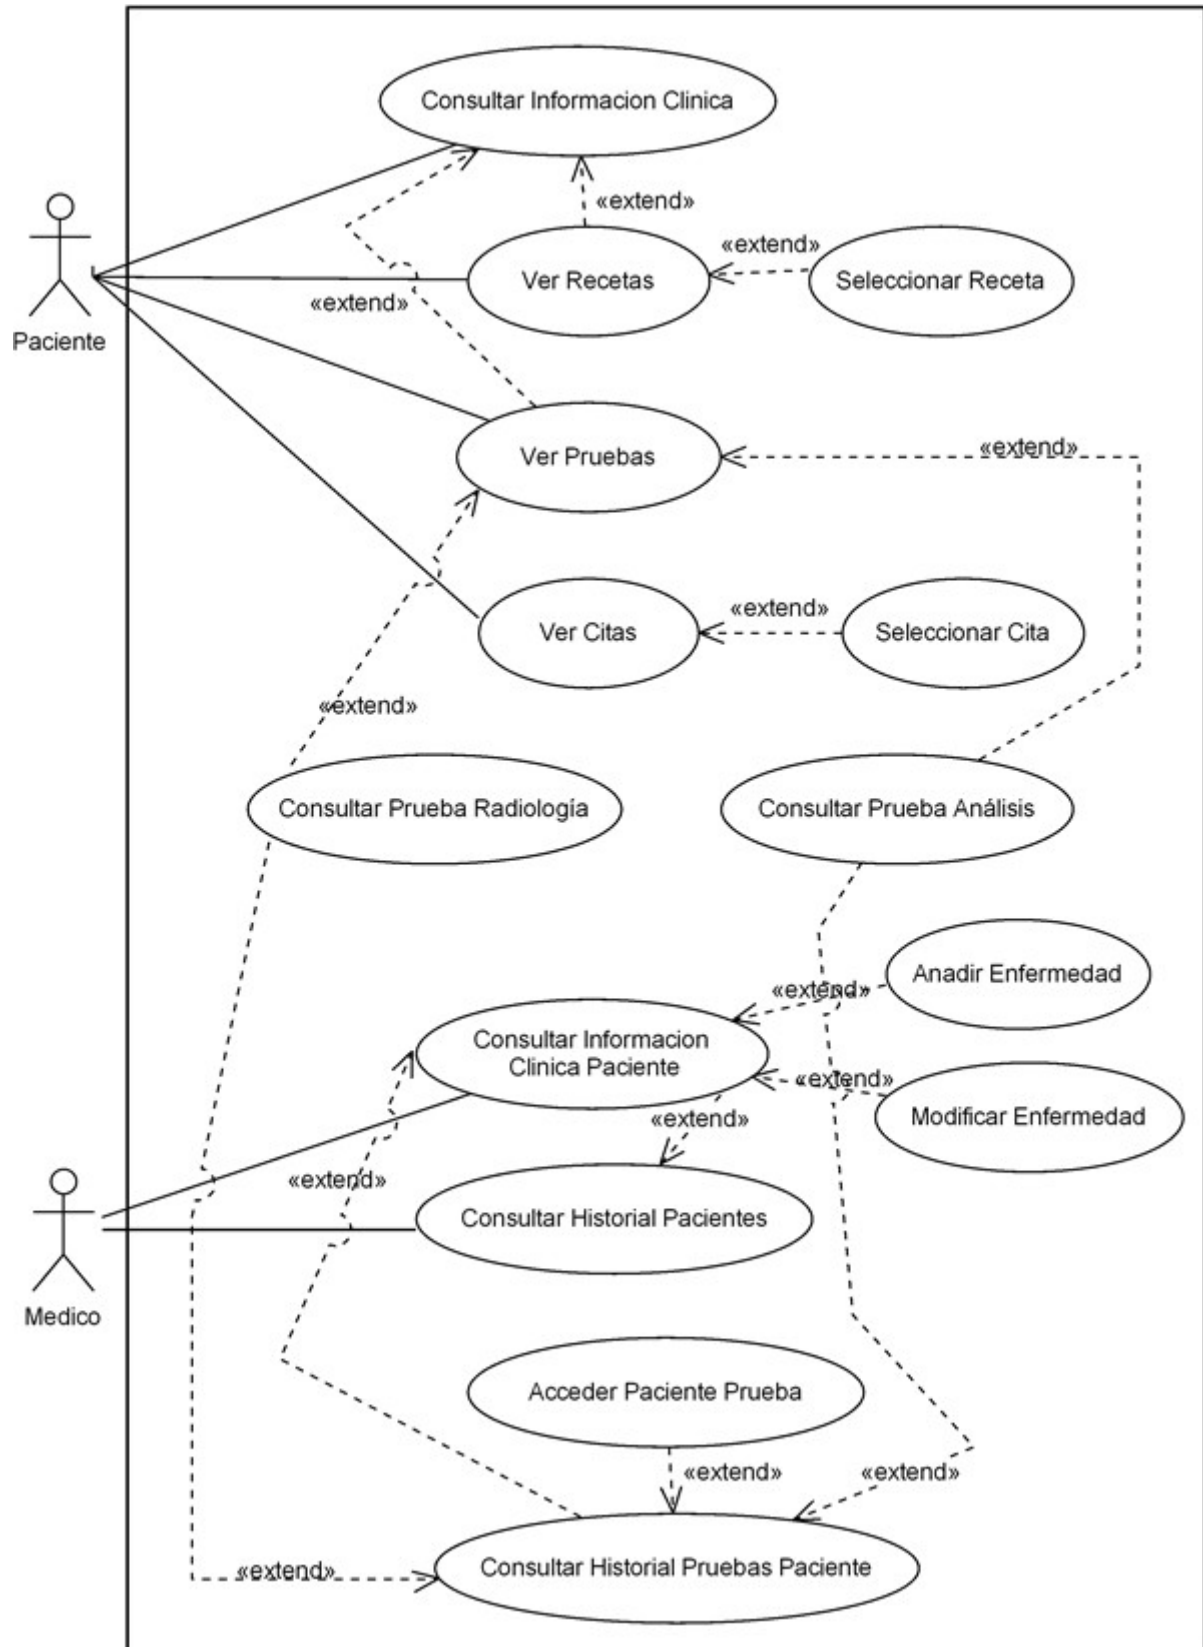 Consultar Informacion Clinica
«extend»
Ver Recetas
«extend»
Seleccionar Receta
«extend»
Paciente
Ver Pruebas
«extend»
Ver Citas
«extend»
Seleccionar Cita
«extend»
Consultar Prueba Radiología
Consultar Prueba Análisis
Anadir Enfermedad
«extend»
Consultar Informacion
Clinica Paciente
«extend»
Modificar Enfermedad
«extend»
«extend»
Consultar Historial Pacientes
Medico
Acceder Paciente Prueba
«extend»
«extend»
Consultar Historial Pruebas Paciente
«extend»